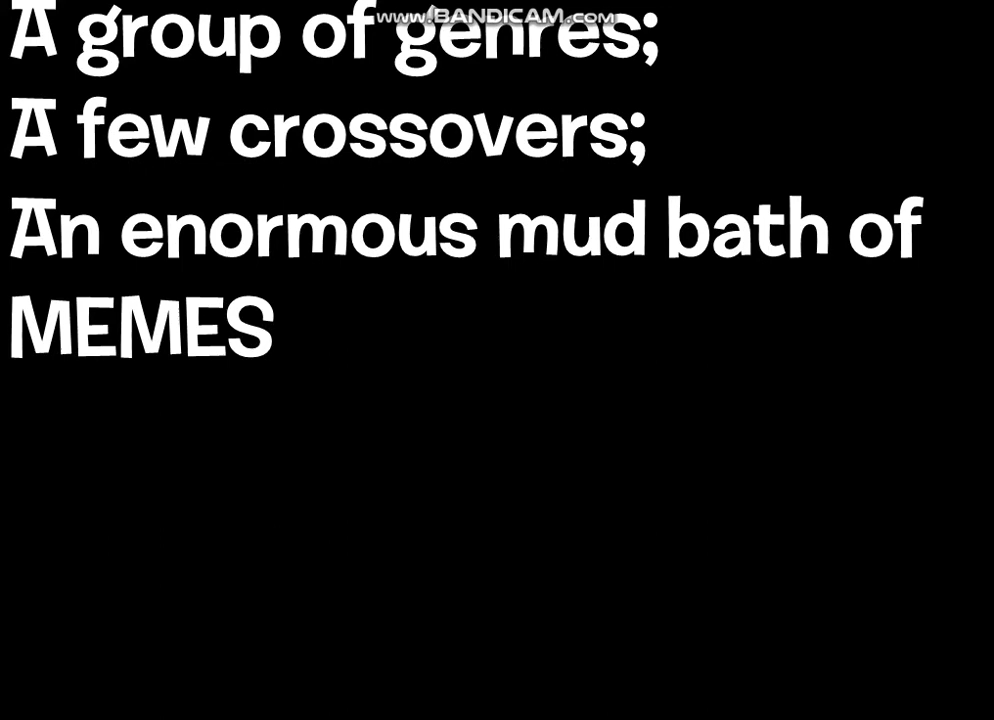 www.BANDICAM.com
A group of genres;
A few crossovers;
An enormous mud bath of
MEMES